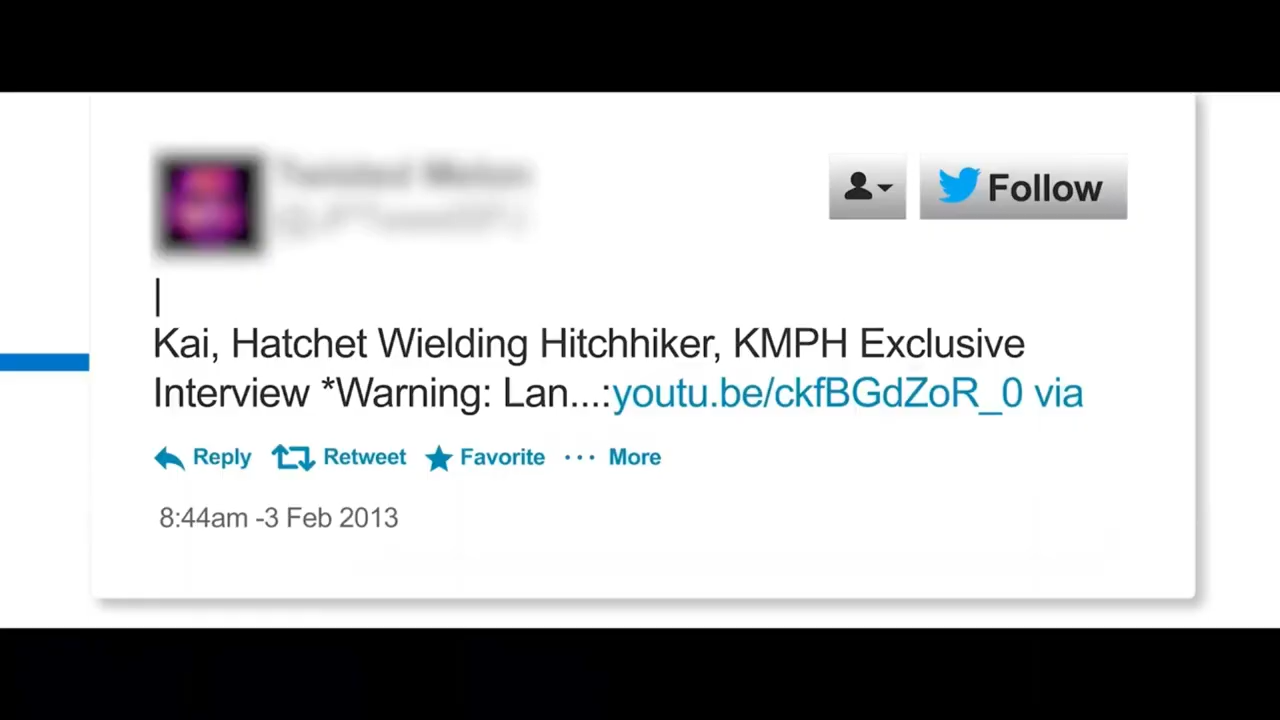 Follow
Kai, Hatchet Wielding Hitchhiker, KMPH Exclusive
Interview *Warning: Lan...:youtu.be/ckfBGdZoR_0 via
Reply Retweet Favorite ··· More
8:44am -3 Feb 2013